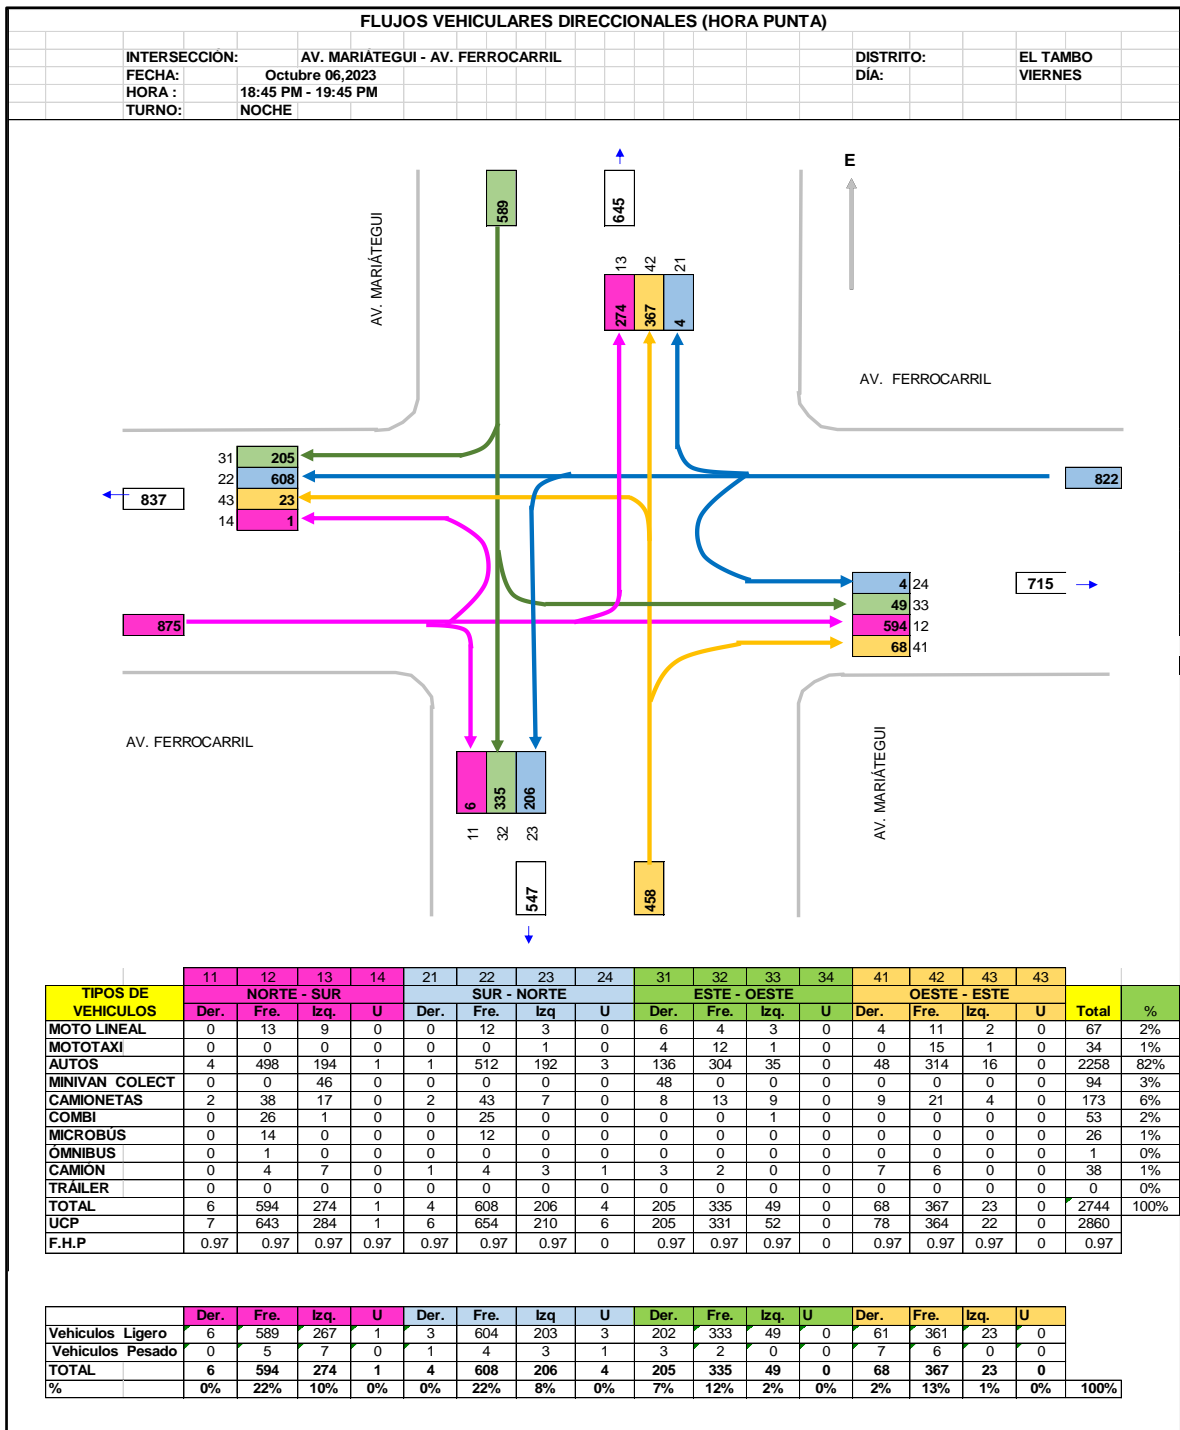 FLUJOS VEHICULARES DIRECCIONALES (HORA PUNTA)
INTERSECCIÓN: AV. MARIÁTEGUI - AV. FERROCARRIL DISTRITO: EL TAMBO
FECHA: Octubre 06,2023 DÍA: VIERNES
HORA : 18:45 PM - 19:45 PM
TURNO: NOCHE
E
589
645
AV. MARIÁTEGUI
13 42 21
274 367 4
AV. FERROCARRIL
31 205
22 608
822
837
43 23
14 1
4 24
715
49 33
875
594 12
68 41
AV. FERROCARRIL
AV. MARIÁTEGUI
6 335 206
11 32 23
547
458
11 12 13 14 21 22 23 24 31 32 33 34 41 42 43 43
TIPOS DE VEHICULOS NORTE - SUR SUR - NORTE ESTE - OESTE OESTE - ESTE Total %
Der. Fre. Izq. U Der. Fre. Izq U Der. Fre. Izq. U Der. Fre. Izq. U
MOTO LINEAL 0 13 9 0 0 12 3 0 6 4 3 0 4 11 2 0 67 2%
MOTOTAXI 0 0 0 0 0 0 1 0 4 12 1 0 0 15 1 0 34 1%
AUTOS 4 498 194 1 1 512 192 3 136 304 35 0 48 314 16 0 2258 82%
MINIVAN COLECT 0 0 46 0 0 0 0 0 48 0 0 0 0 0 0 0 94 3%
CAMIONETAS 2 38 17 0 2 43 7 0 8 13 9 0 9 21 4 0 173 6%
COMBI 0 26 1 0 0 25 0 0 0 0 1 0 0 0 0 0 53 2%
MICROBÚS 0 14 0 0 0 12 0 0 0 0 0 0 0 0 0 0 26 1%
ÓMNIBUS 0 1 0 0 0 0 0 0 0 0 0 0 0 0 0 0 1 0%
CAMIÓN 0 4 7 0 1 4 3 1 3 2 0 0 7 6 0 0 38 1%
TRÁILER 0 0 0 0 0 0 0 0 0 0 0 0 0 0 0 0 0 0%
TOTAL 6 594 274 1 4 608 206 4 205 335 49 0 68 367 23 0 2744 100%
UCP 7 643 284 1 6 654 210 6 205 331 52 0 78 364 22 0 2860
F.H.P 0.97 0.97 0.97 0.97 0.97 0.97 0.97 0 0.97 0.97 0.97 0 0.97 0.97 0.97 0 0.97
Der. Fre. Izq. U Der. Fre. Izq U Der. Fre. Izq. U Der. Fre. Izq. U
Vehiculos Ligero 6 589 267 1 3 604 203 3 202 333 49 0 61 361 23 0
Vehiculos Pesado 0 5 7 0 1 4 3 1 3 2 0 0 7 6 0 0
TOTAL 6 594 274 1 4 608 206 4 205 335 49 0 68 367 23 0
% 0% 22% 10% 0% 0% 22% 8% 0% 7% 12% 2% 0% 2% 13% 1% 0% 100%